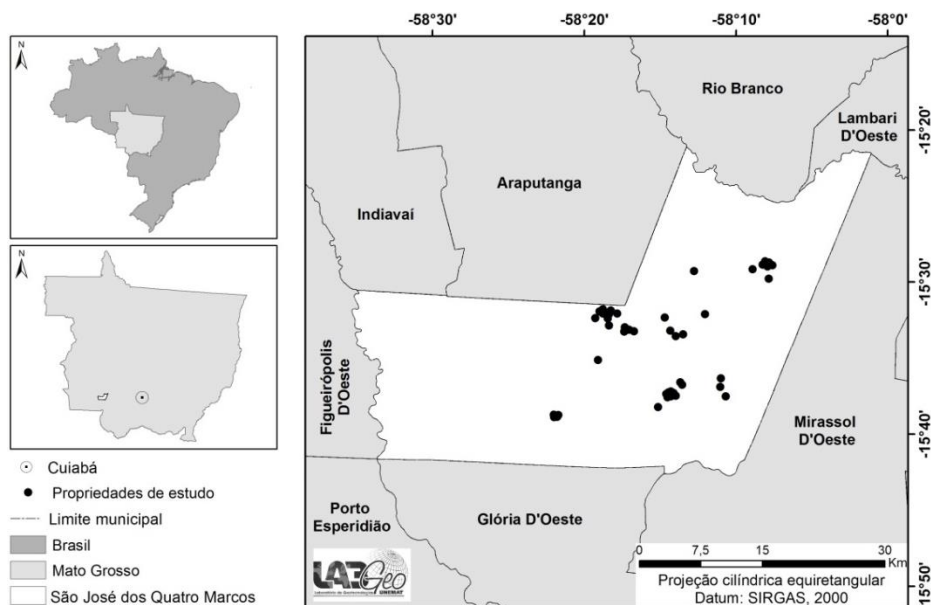 -58°30' -58°20' -58°10' -58°0'
N
N
Cuiabá
Propriedades de estudo
Limite municipal
Brasil
Mato Grosso
São José dos Quatro Marcos
Rio Branco
Lambari
D'Oeste
Araputanga
Indiavaí
Figueirópolis
D'Oeste
Mirassol
D'Oeste
Porto
Esperidião
Glória D'Oeste
-15°20'
-15°30'
-15°40'
-15°50'
LABGeo
UNEMAT
0 7,5 15 30
Km
Projeção cilíndrica equiretangular
Datum: SIRGAS, 2000